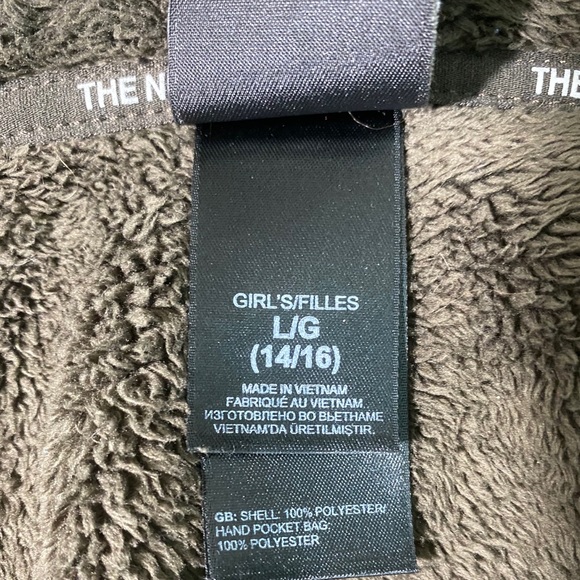 THE N
THE
GIRL'S/FILLES
L/G
(14/16)
MADE IN VIETNAM
FABRIQUÉ AU VIETNAM
ИЗГОТОВЛЕНО ВО ВЬЕТНАМЕ
VIETNAM'DA ÜRETILMIŞTIR.
GB: SHELL: 100% POLYESTER/
HAND POCKET BAG:
100% POLYESTER